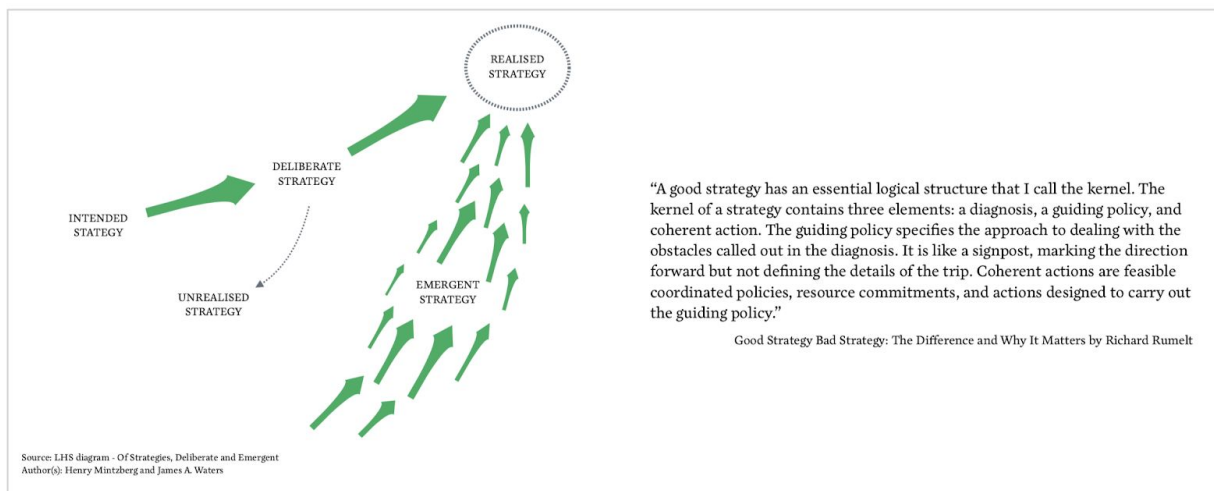 REALISED
STRATEGY
DELIBERATE
STRATEGY
INTENDED
STATEGY
UNREALISED
STRATEGY
EMERGENT
STRATEGY
“A good strategy has an essential logical structure that I call the kernel. The
kernel of a strategy contains three elements: a diagnosis, a guiding policy, and
coherent action. The guiding policy specifies the approach to dealing with the
obstacles called out in the diagnosis. It is like a signpost, marking the direction
forward but not defining the details of the trip. Coherent actions are feasible
coordinated policies, resource commitments, and actions designed to carry out
the guiding policy.”
Good Strategy Bad Strategy: The Difference and Why It Matters by Richard Rumelt
Source: LHS diagram - Of Strategies, Deliberate and Emergent
Author(s): Henry Mintzberg and James A. Waters